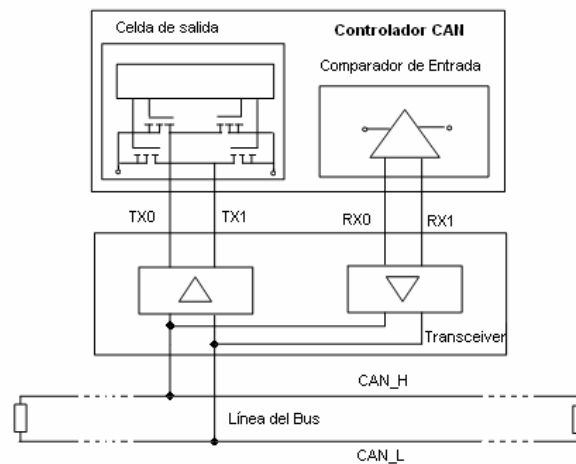 Celda de salida
Controlador CAN
Comparador de Entrada
TX0
TX1
RX0
RX1
Transceiver
CAN_H
Línea del Bus
CAN_L